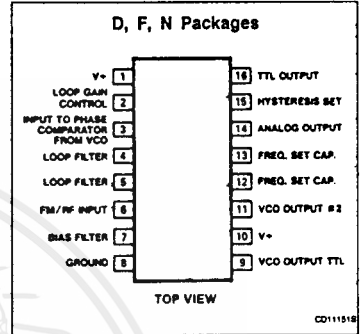 D, F, N Packages
V+ 1
LOOP GAIN
CONTROL 2
INPUT TO PHASE
COMPARATOR 3
FROM VCO
LOOP FILTER 4
LOOP FILTER 5
FM/RF INPUT 6
BIAS FILTER 7
GROUND 8
16 TTL OUTPUT
15 HYSTERESIS SET
14 ANALOG OUTPUT
13 FREQ. SET CAP.
12 FREQ. SET CAP.
11 VCO OUTPUT #2
10 V+
9 VCO OUTPUT TTL
TOP VIEW
CD11151S